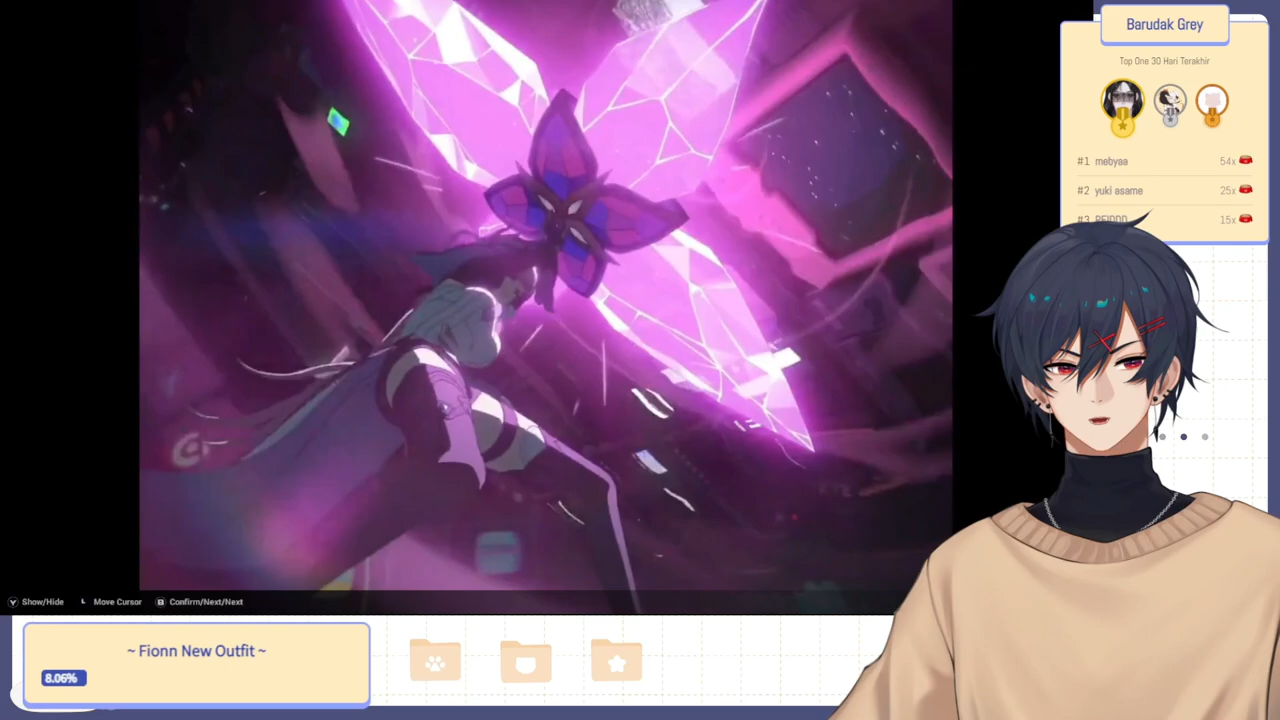 Barudak Grey
Top One 30 Hari Terakhir
#1 mebyaa 54x
#2 yuki asame 25x
#3 15x
Show/Hide Move Cursor Confirm/Next/Next
~ Fionn New Outfit ~
8.06%